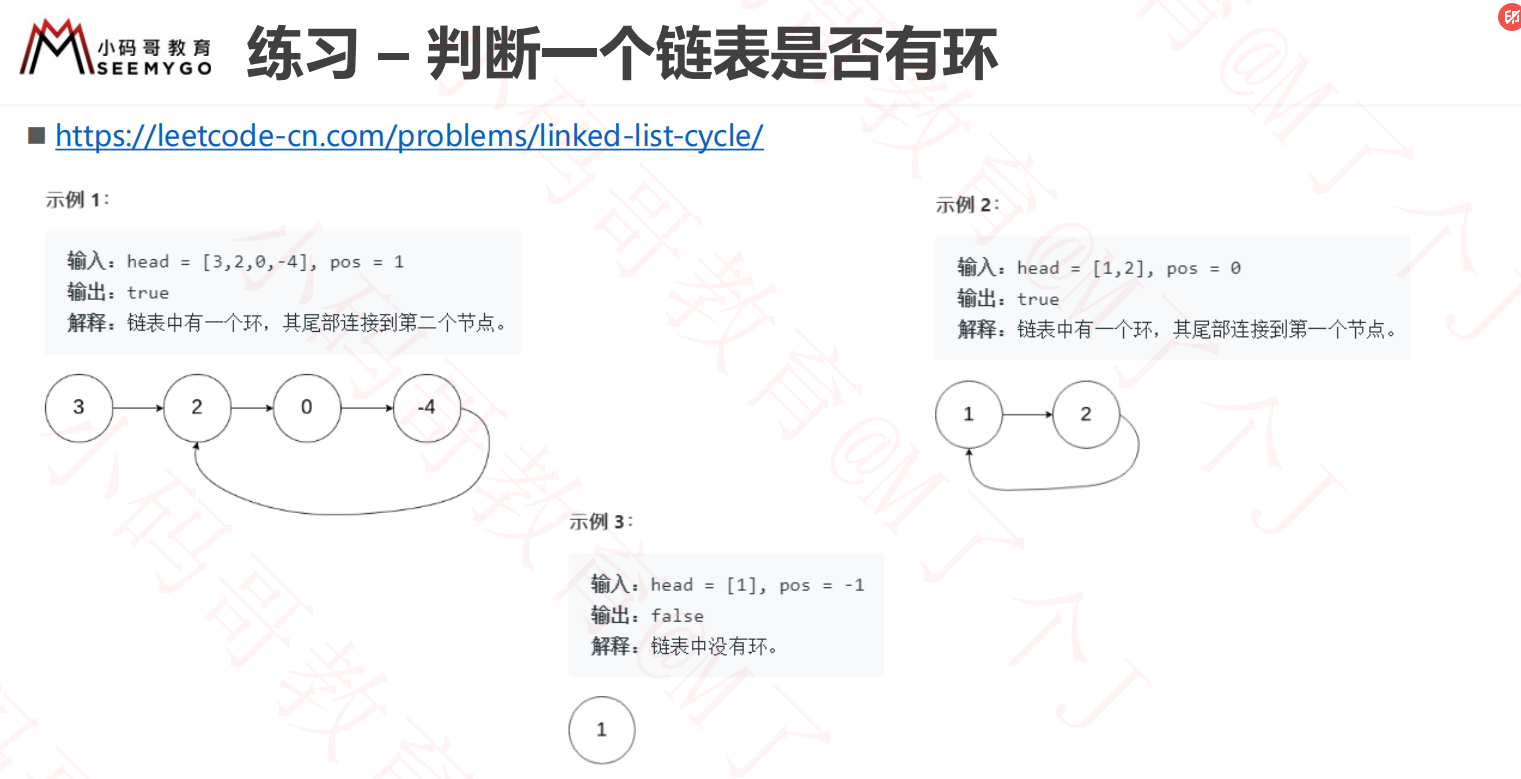 小码哥教育
SEEMYGO
练习 – 判断一个链表是否有环
https://leetcode-cn.com/problems/linked-list-cycle/
示例 1：
输入：head = [3,2,0,-4], pos = 1
输出：true
解释：链表中有一个环，其尾部连接到第二个节点。
3 2 0 -4
示例 2：
输入：head = [1,2], pos = 0
输出：true
解释：链表中有一个环，其尾部连接到第一个节点。
1 2
示例 3：
输入：head = [1], pos = -1
输出：false
解释：链表中没有环。
1
小码哥教育@M了个J